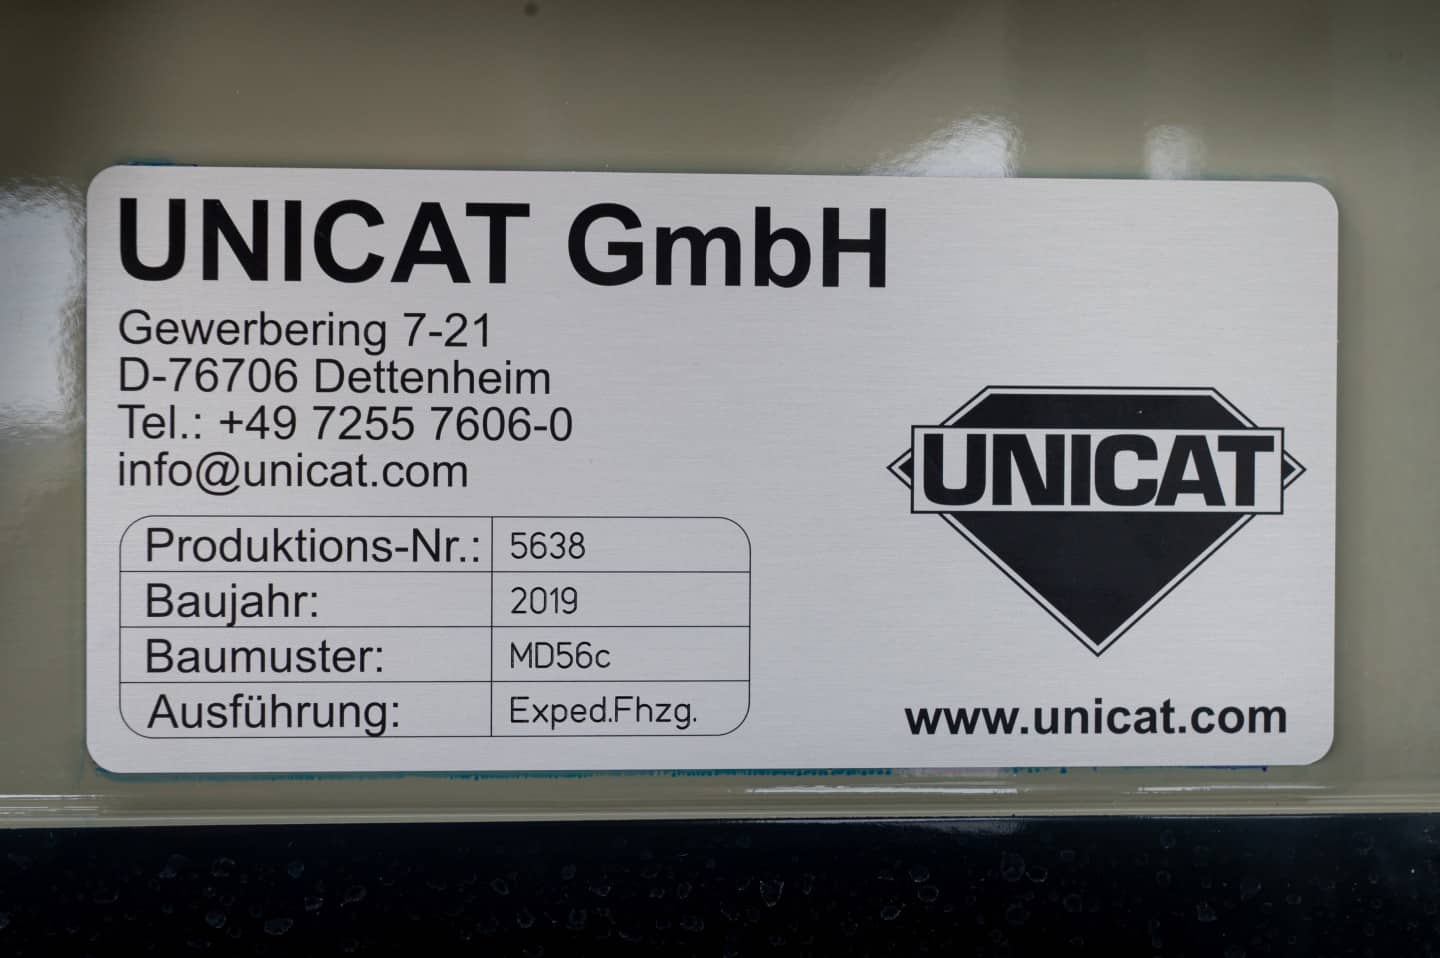 UNICAT GmbH
Gewerbering 7-21
D-76706 Dettenheim
Tel.: +49 7255 7606-0
info@unicat.com
Produktions-Nr.: 5638
Baujahr: 2019
Baumuster: MD56c
Ausführung: Exped.Fhzg.
UNICAT
www.unicat.com